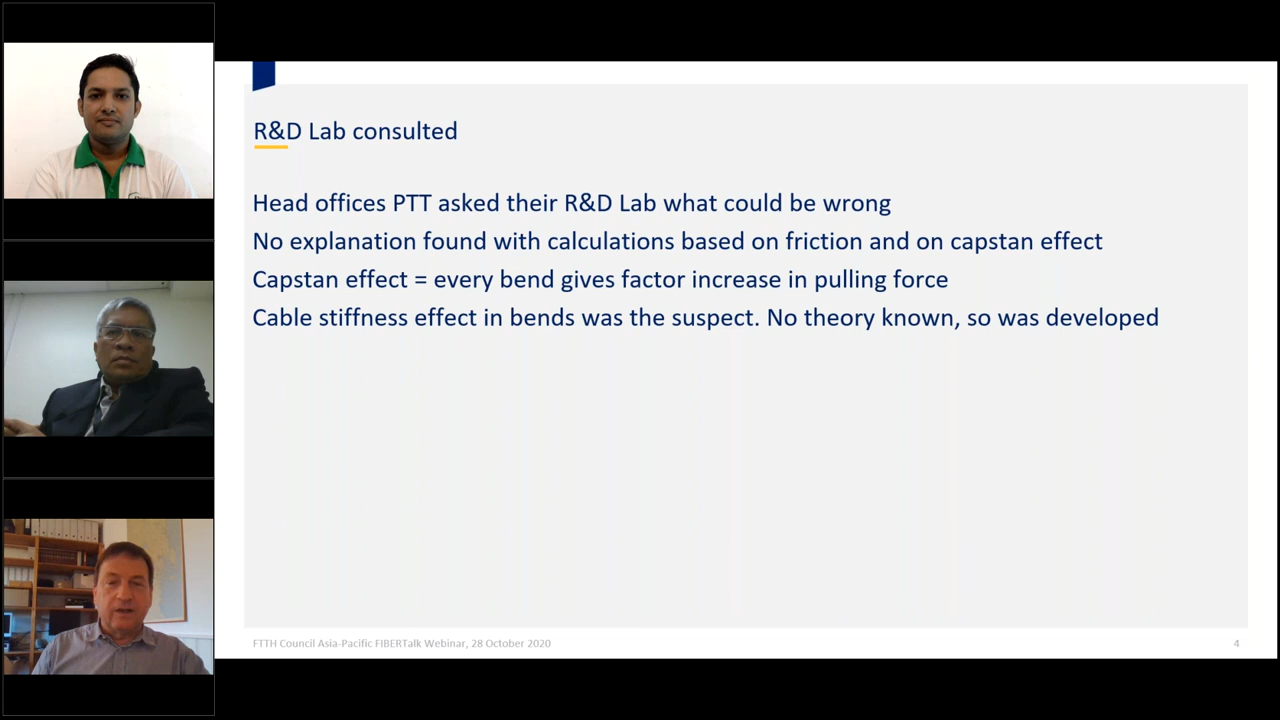 R&D Lab consulted
Head offices PTT asked their R&D Lab what could be wrong
No explanation found with calculations based on friction and on capstan effect
Capstan effect = every bend gives factor increase in pulling force
Cable stiffness effect in bends was the suspect. No theory known, so was developed
FTTH Council Asia-Pacific FIBERTalk Webinar, 28 October 2020
4